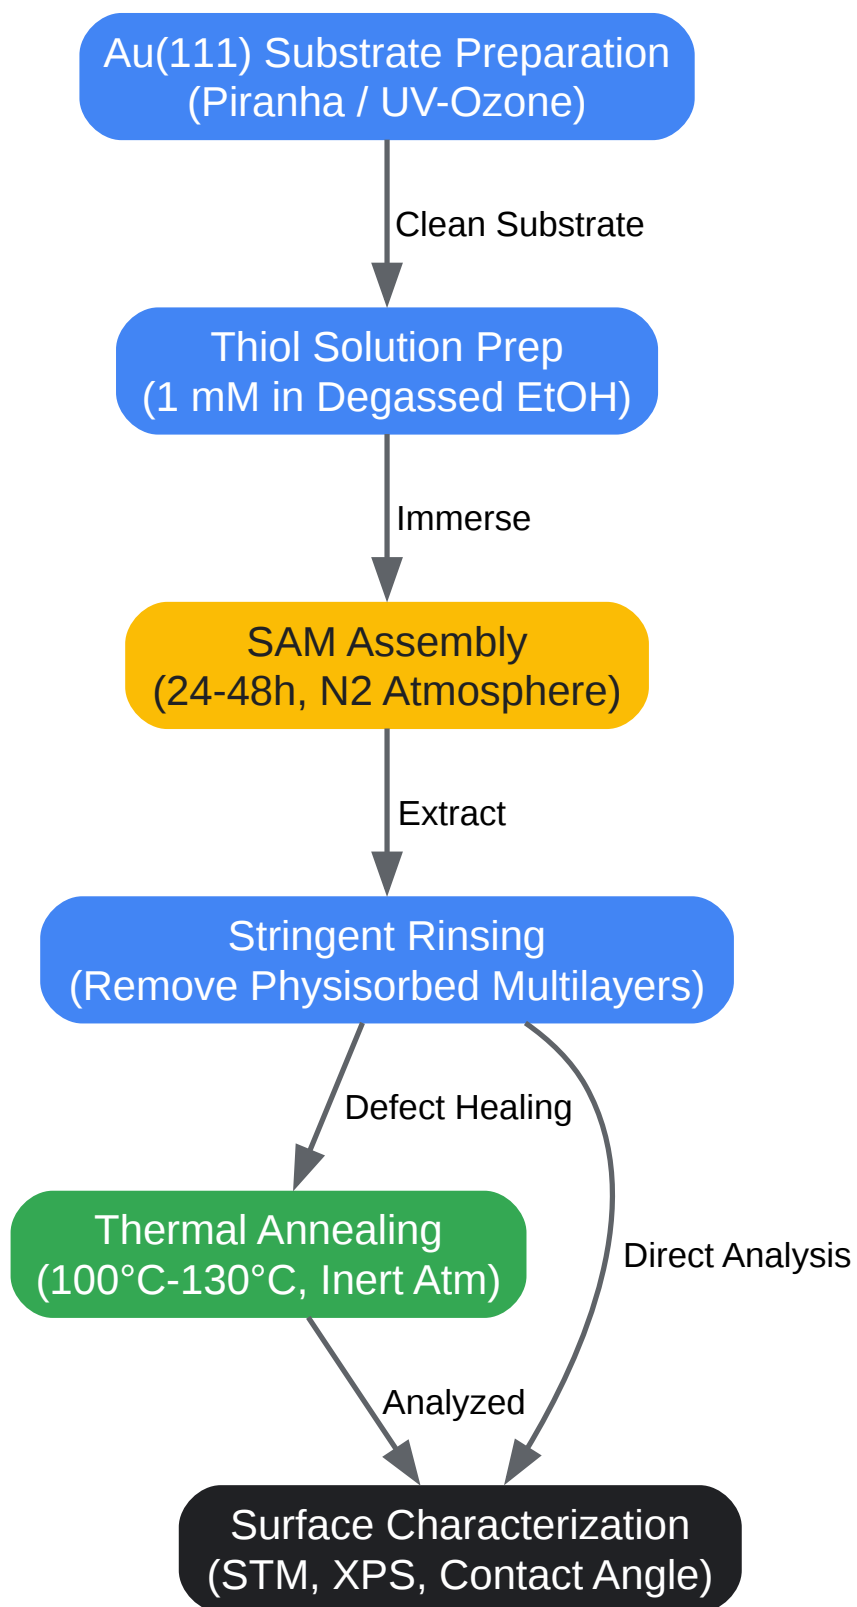 Au(111) Substrate Preparation
(Piranha / UV-Ozone)
Clean Substrate
Thiol Solution Prep
(1 mM in Degassed EtOH)
Immerse
SAM Assembly
(24-48h, N2 Atmosphere)
Extract
Stringent Rinsing
(Remove Physisorbed Multilayers)
Defect Healing
Thermal Annealing
(100°C-130°C, Inert Atm)
Direct Analysis
Analyzed
Surface Characterization
(STM, XPS, Contact Angle)